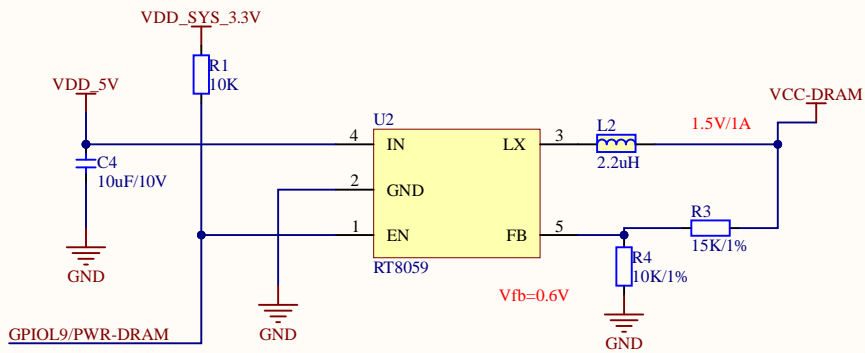 VDD_SYS_3.3V
R1
10K
VDD_5V
VCC-DRAM
U2
L2
1.5V/1A
4
IN
LX
3
C4
10uF/10V
2.2uH
2
GND
R3
1
EN
FB
5
15K/1%
GND
RT8059
R4
10K/1%
Vfb=0.6V
GPIOL9/PWR-DRAM
GND
GND